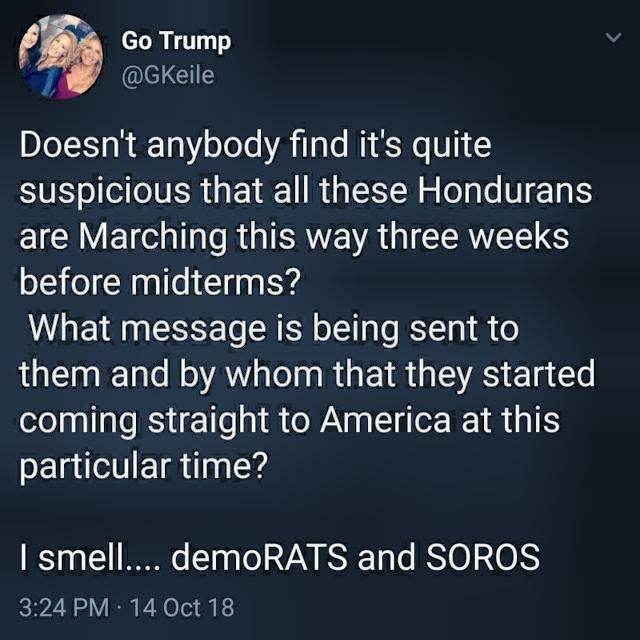 Go Trump
@GKeile
Doesn't anybody find it's quite
suspicious that all these Hondurans
are Marching this way three weeks
before midterms?
What message is being sent to
them and by whom that they started
coming straight to America at this
particular time?
I smell.... demoRATS and SOROS
3:24 PM · 14 Oct 18